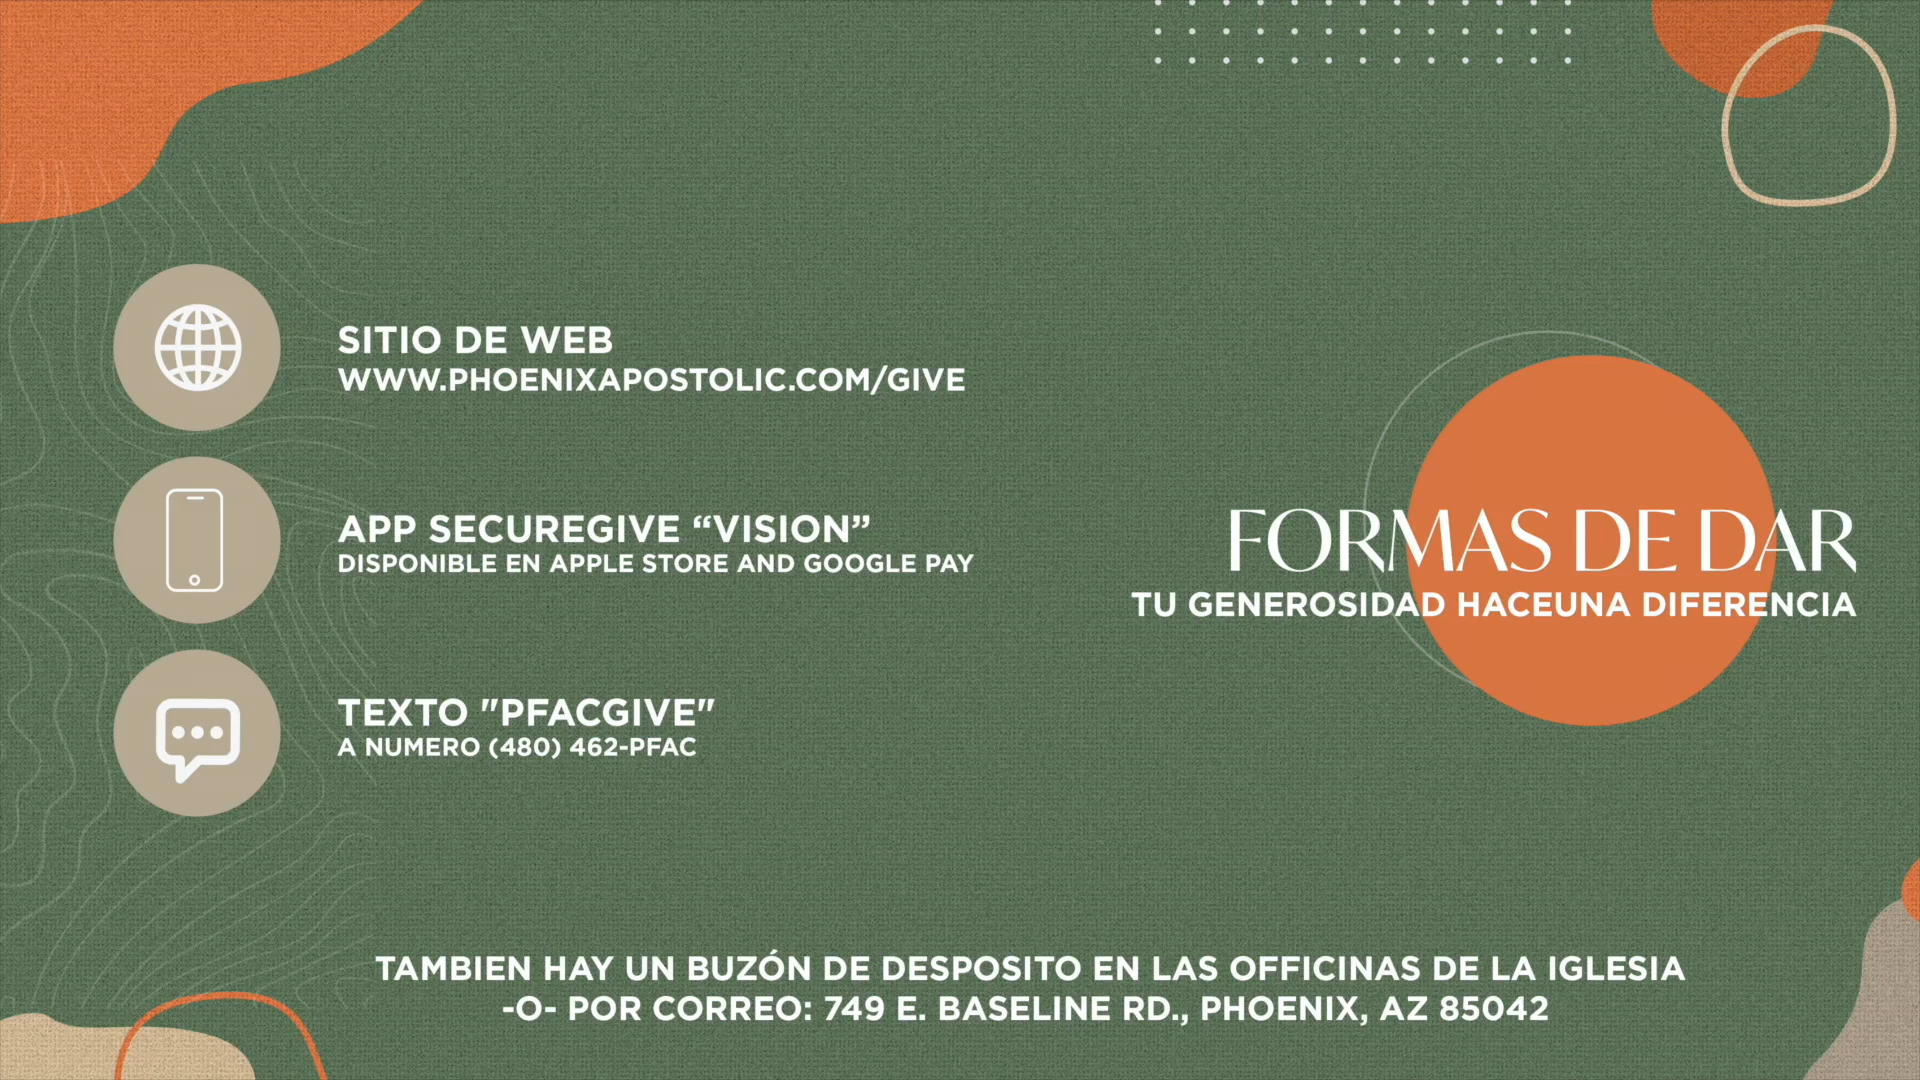 SITIO DE WEB
WWW.PHOENIXAPOSTOLIC.COM/GIVE
APP SECUREGIVE “VISION”
DISPONIBLE EN APPLE STORE AND GOOGLE PAY
TEXTO "PFACGIVE"
A NUMERO (480) 462-PFAC
FORMAS DE DAR
TU GENEROSIDAD HACEUNA DIFERENCIA
TAMBIEN HAY UN BUZÓN DE DESPOSITO EN LAS OFFICINAS DE LA IGLESIA
-O- POR CORREO: 749 E. BASELINE RD., PHOENIX, AZ 85042